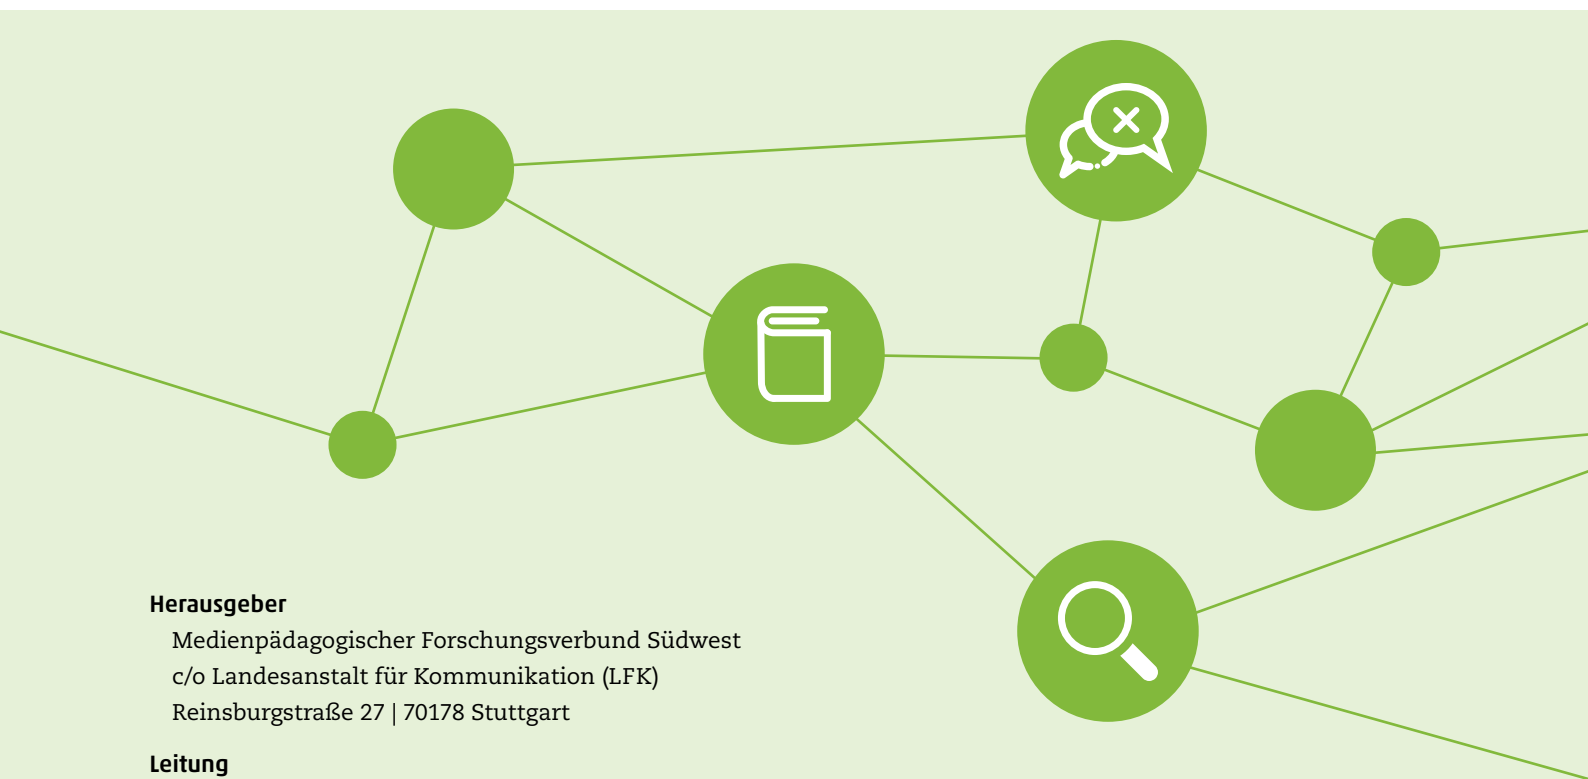 Herausgeber
Medienpädagogischer Forschungsverbund Südwest
c/o Landesanstalt für Kommunikation (LFK)
Reinsburgstraße 27 | 70178 Stuttgart
Leitung